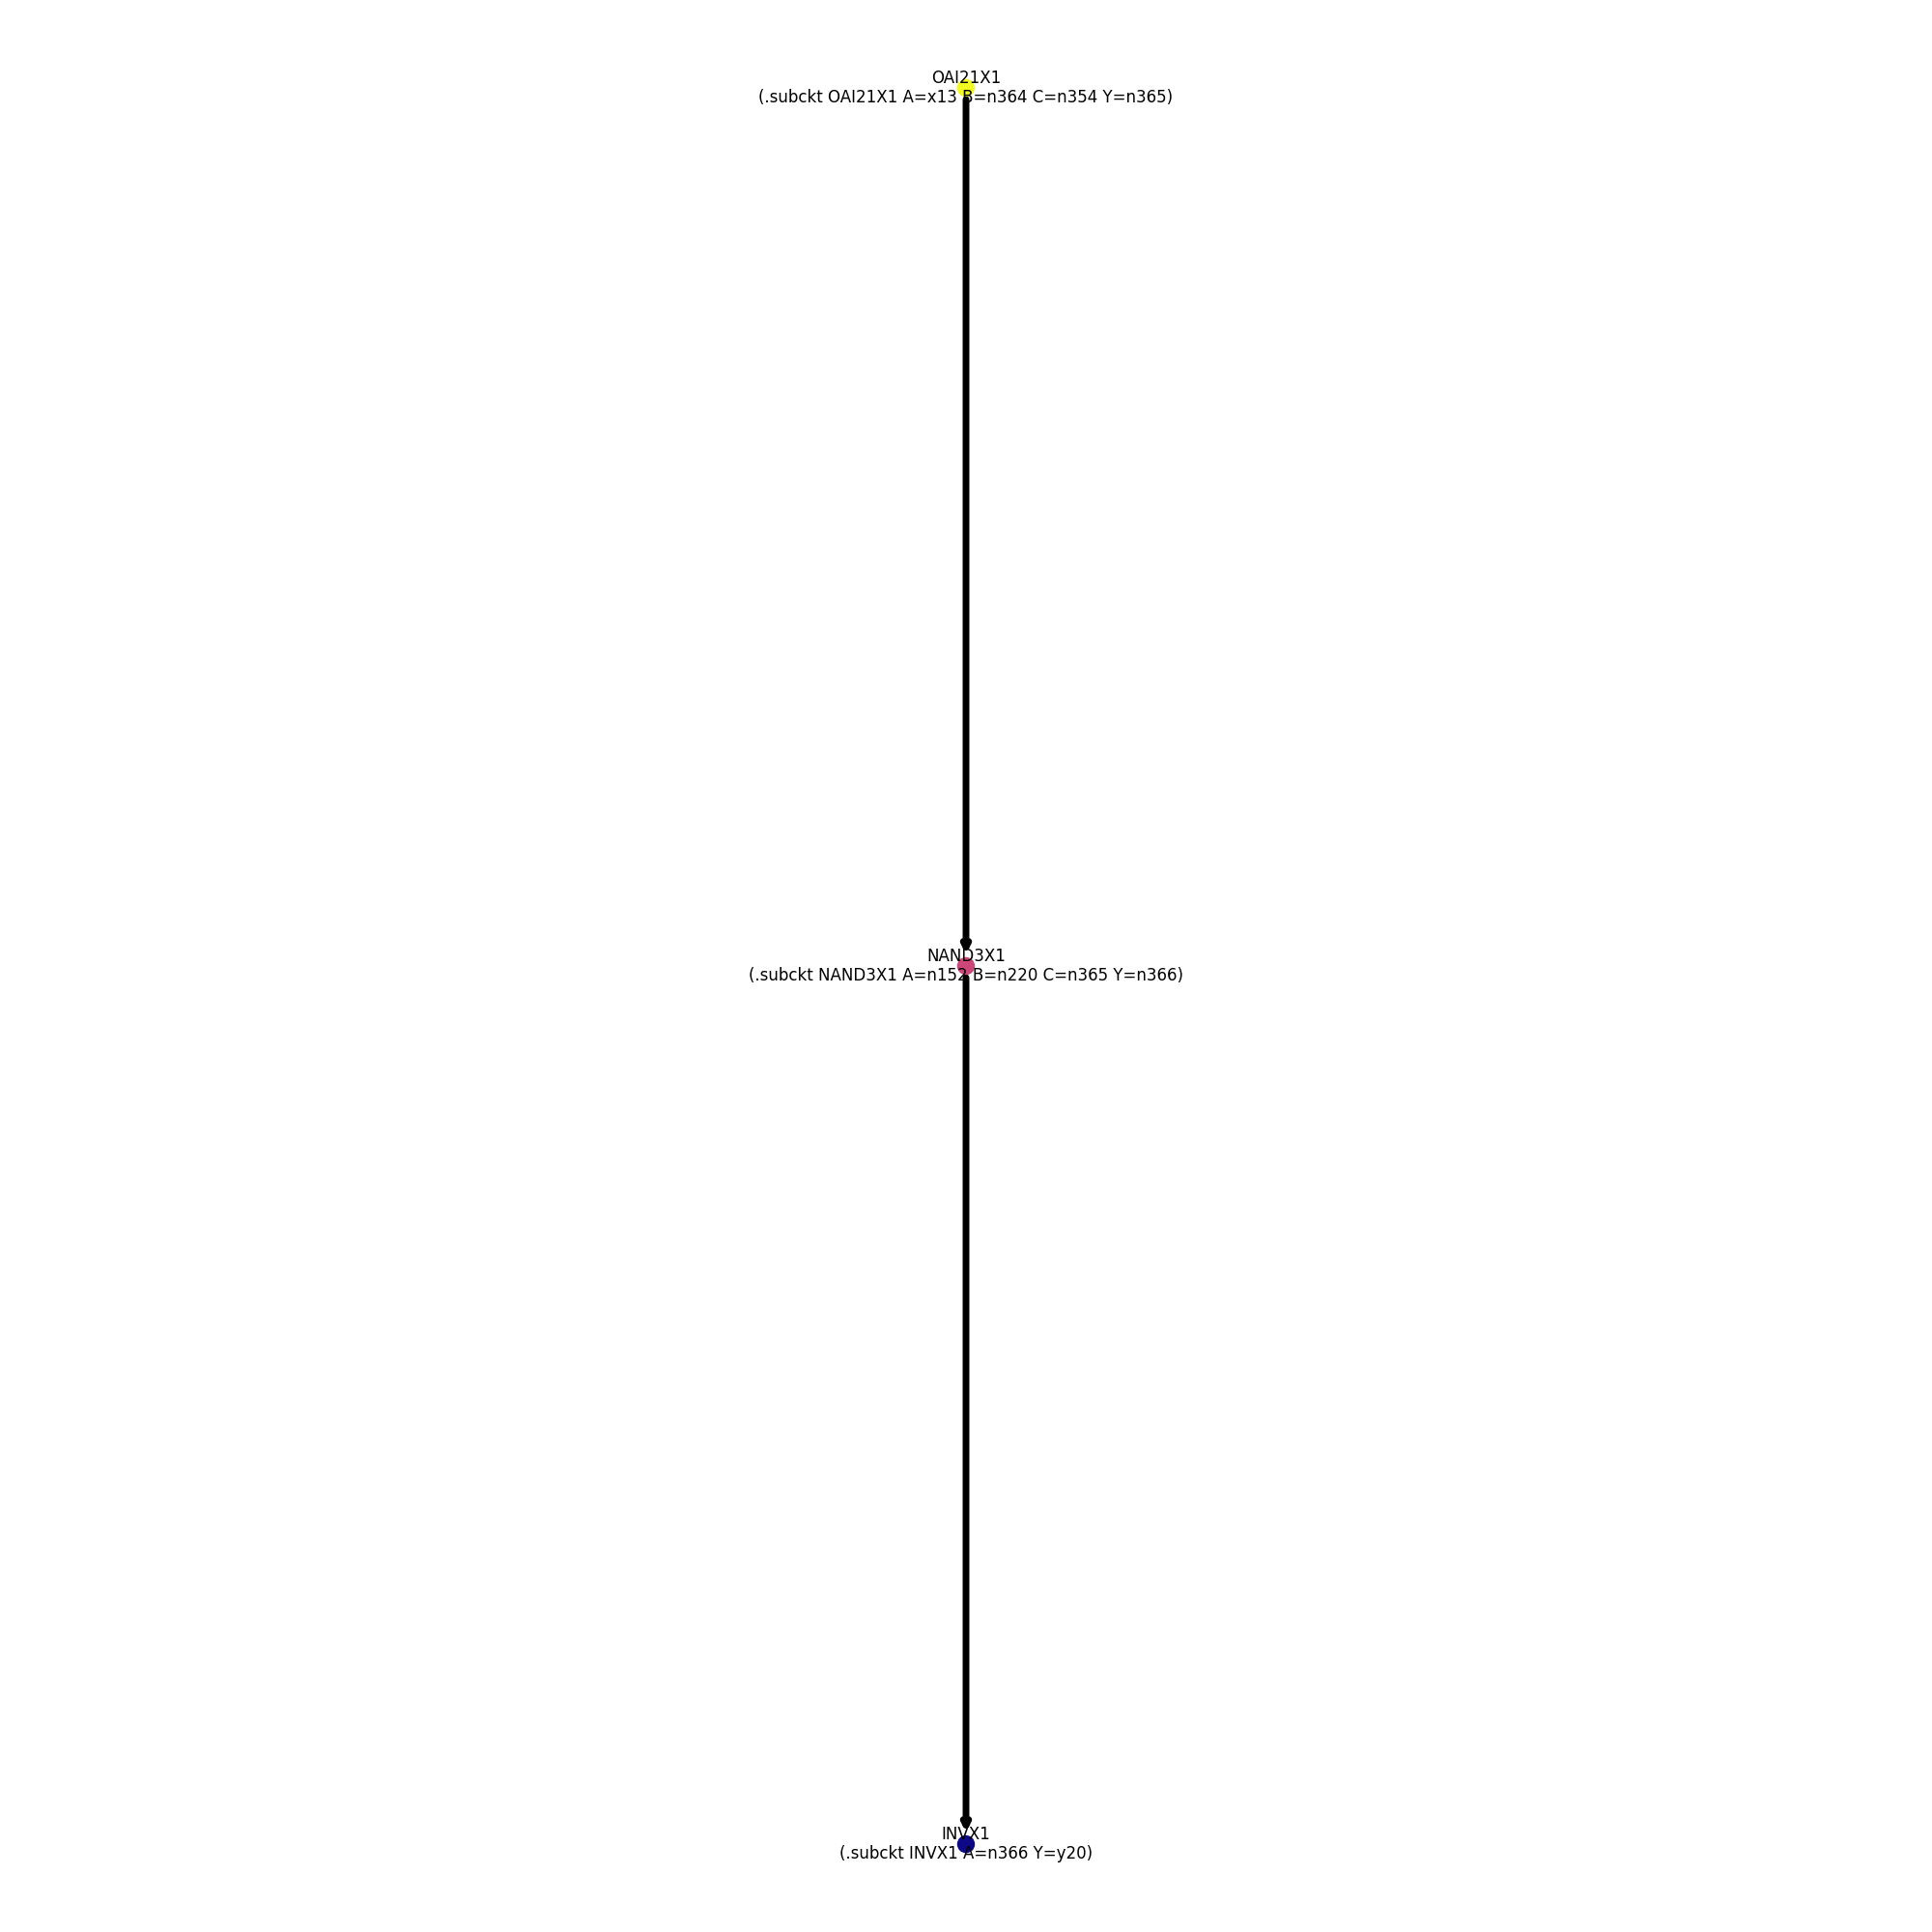 OAI21X1
(.subckt OAI21X1 A=x13 B=n364 C=n354 Y=n365)
NAND3X1
(.subckt NAND3X1 A=n152 B=n220 C=n365 Y=n366)
INVX1
(.subckt INVX1 A=n366 Y=y20)